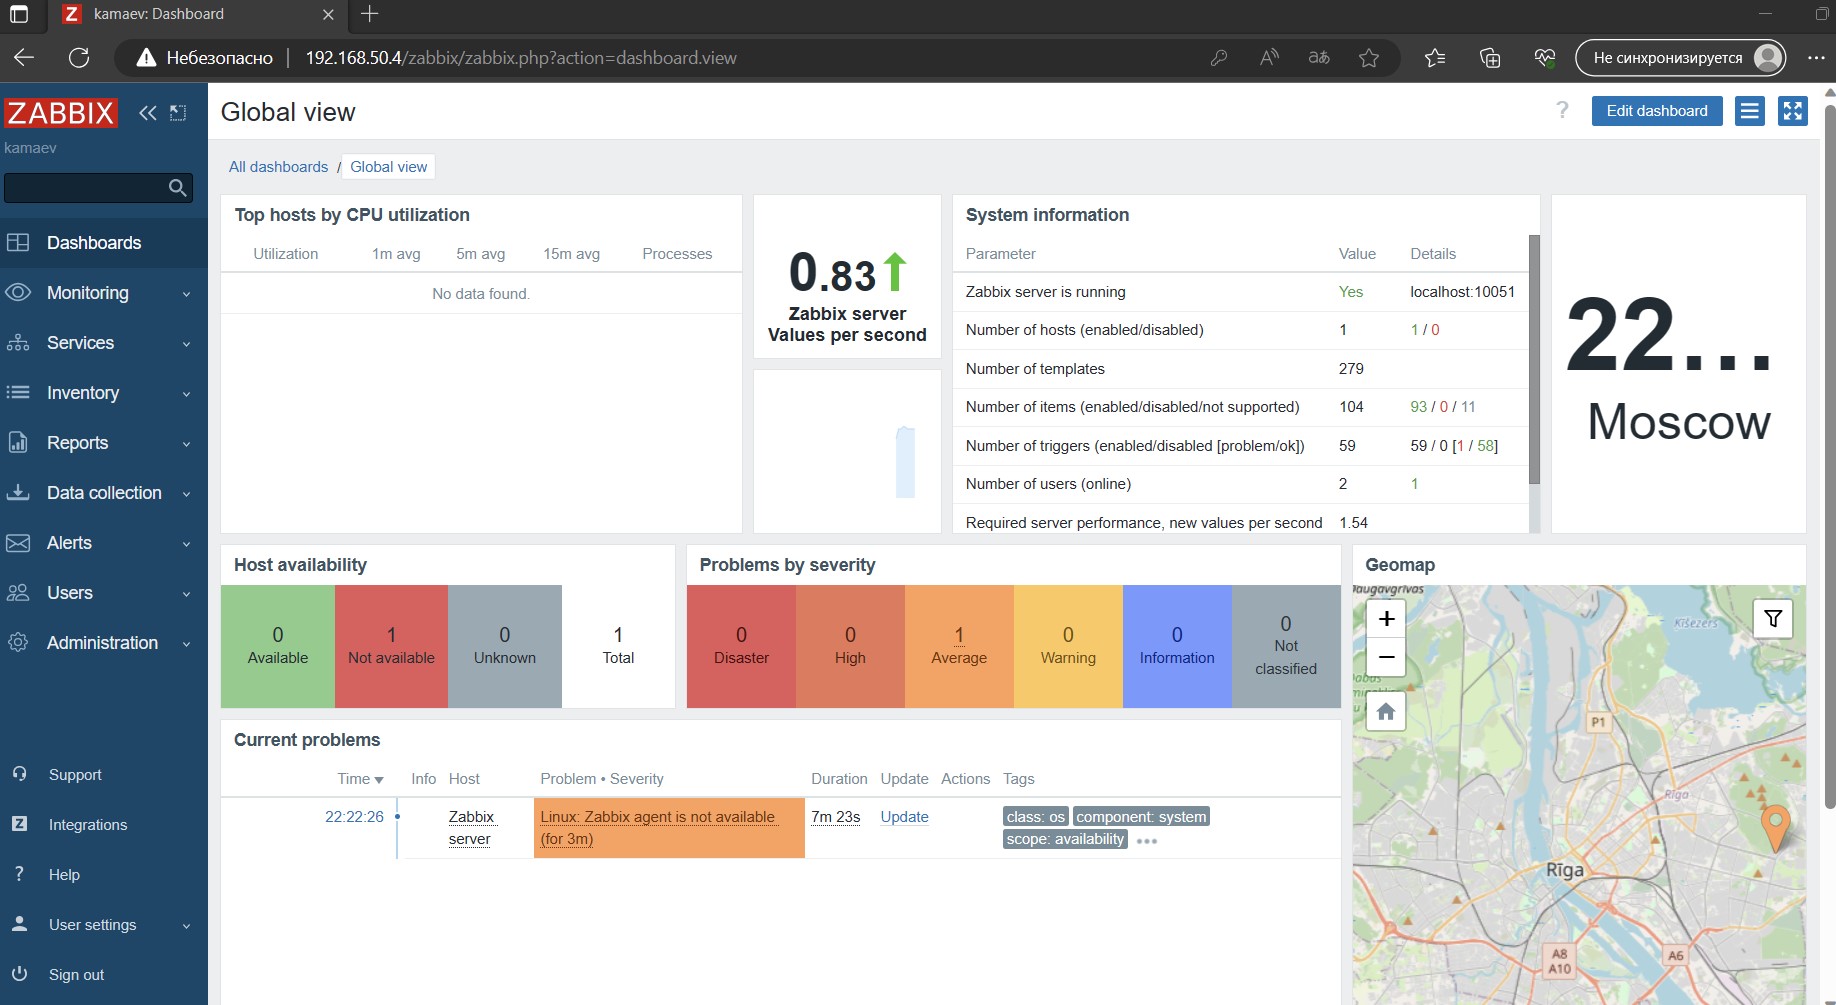 kamaev: Dashboard
Небезопасно
192.168.50.4/zabbix/zabbix.php?action=dashboard.view
Не синхронизируется
ZABBIX
kamaev
Dashboards
Monitoring
Services
Inventory
Reports
Data collection
Alerts
Users
Administration
Support
Integrations
Help
User settings
Sign out
Global view
? Edit dashboard
All dashboards / Global view
Top hosts by CPU utilization
Utilization 1m avg 5m avg 15m avg Processes
No data found.
0.83
Zabbix server
Values per second
System information
Parameter Value Details
Zabbix server is running Yes localhost:10051
Number of hosts (enabled/disabled) 1 1 / 0
Number of templates 279
Number of items (enabled/disabled/not supported) 104 93 / 0 / 11
Number of triggers (enabled/disabled [problem/ok]) 59 59 / 0 [1 / 58]
Number of users (online) 2 1
Required server performance, new values per second 1.54
22...
Moscow
Host availability
0 Available
1 Not available
0 Unknown
1 Total
Problems by severity
0 Disaster
0 High
1 Average
0 Warning
0 Information
0 Not classified
Geomap
+
−
Ķīšezers
P1
Rīga
Rīga
A8
A10
A6
Current problems
Time Info Host Problem • Severity Duration Update Actions Tags
22:22:26 Zabbix server Linux: Zabbix agent is not available (for 3m) 7m 23s Update class: os component: system scope: availability